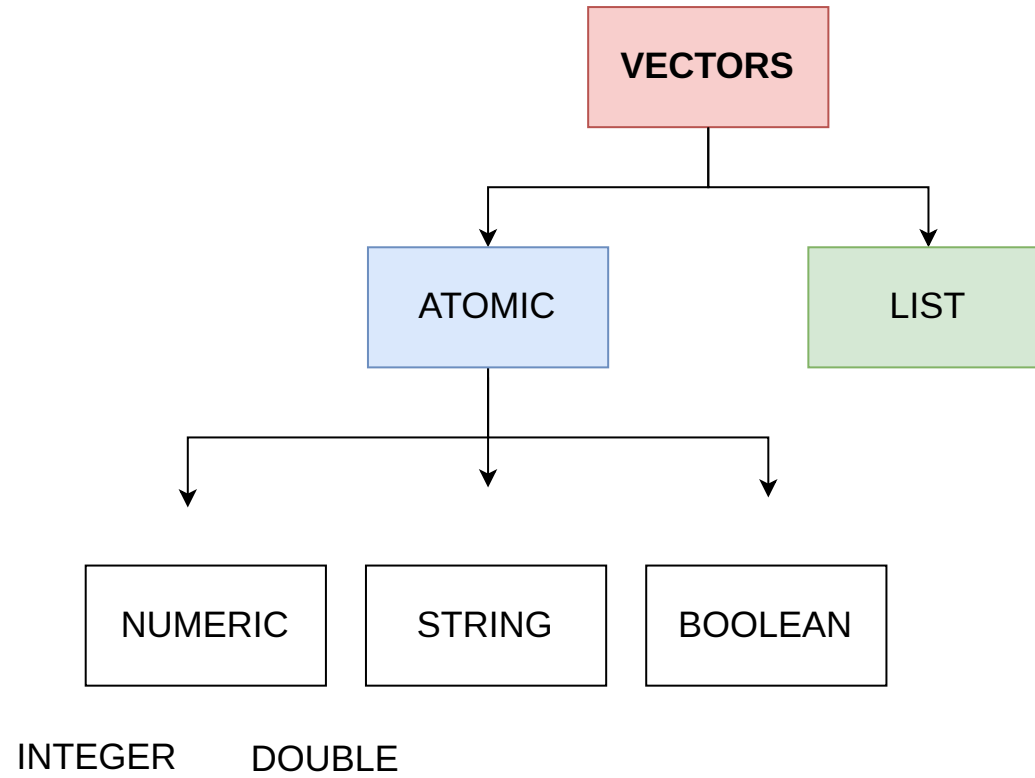 VECTORS
ATOMIC
LIST
NUMERIC
STRING
BOOLEAN
INTEGER
DOUBLE